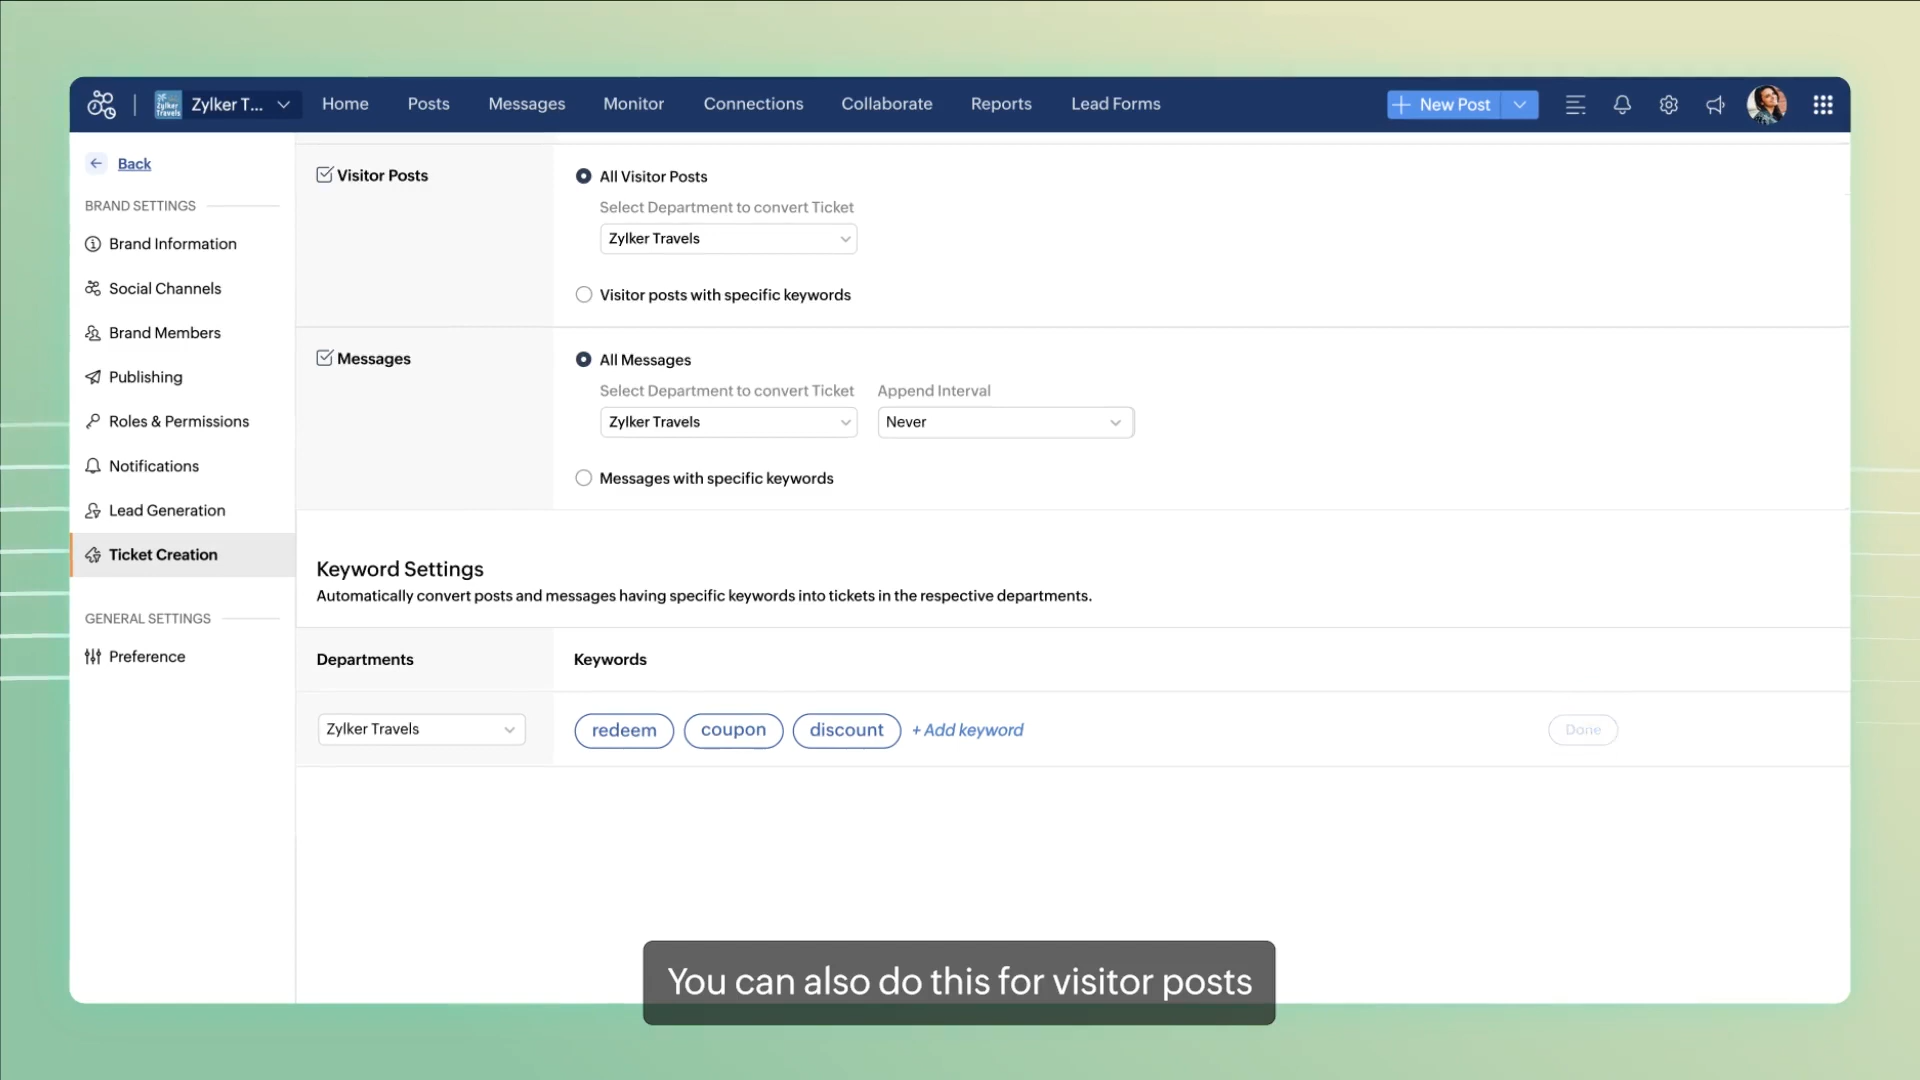 Zylker Travels
Zylker T...
Home
Posts
Messages
Monitor
Connections
Collaborate
Reports
Lead Forms
New Post
Back
BRAND SETTINGS
Brand Information
Social Channels
Brand Members
Publishing
Roles & Permissions
Notifications
Lead Generation
Ticket Creation
GENERAL SETTINGS
Preference
Visitor Posts
All Visitor Posts
Select Department to convert Ticket
Zylker Travels
Visitor posts with specific keywords
Messages
All Messages
Select Department to convert Ticket
Append Interval
Zylker Travels
Never
Messages with specific keywords
Keyword Settings
Automatically convert posts and messages having specific keywords into tickets in the respective departments.
Departments
Keywords
Zylker Travels
redeem
coupon
discount
+ Add keyword
Done
You can also do this for visitor posts